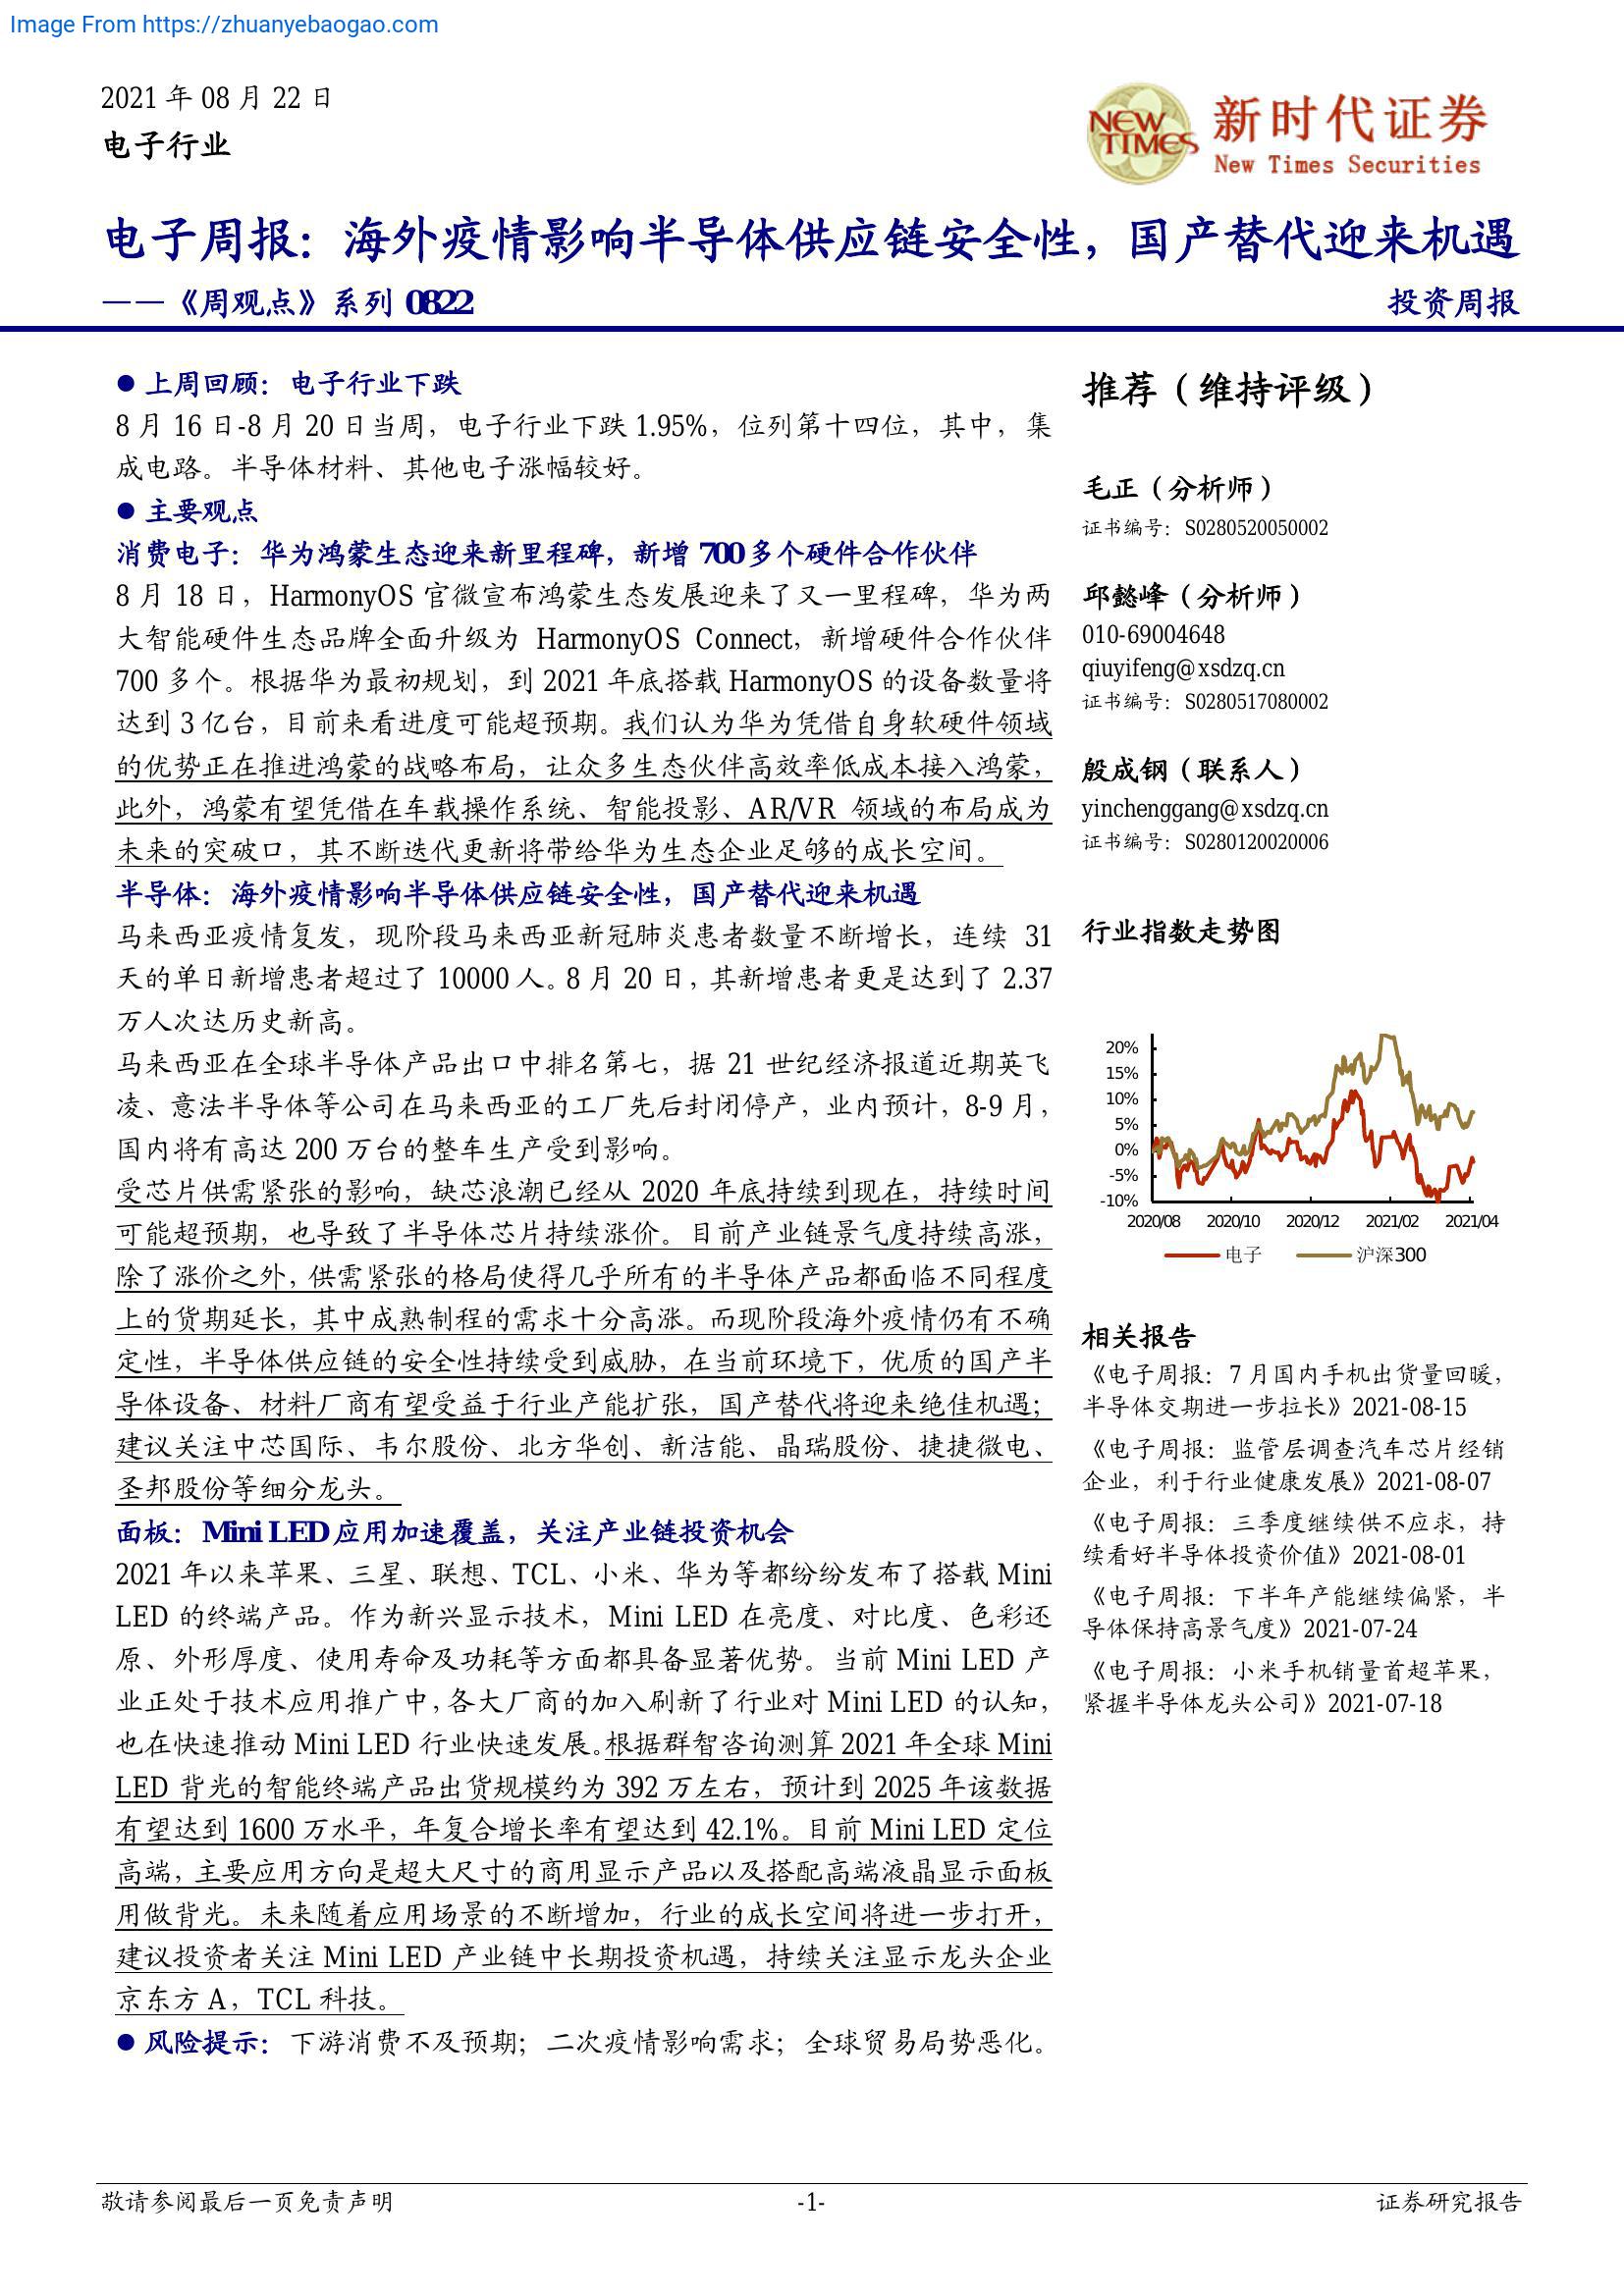 Image From https://zhuanyebaogao.com
2021 年 08 月 22 日
电子行业
NEW TIMES
新时代证券
New Times Securities
电子周报：海外疫情影响半导体供应链安全性，国产替代迎来机遇
——《周观点》系列 0822
投资周报
● 上周回顾：电子行业下跌
8 月 16 日-8 月 20 日当周，电子行业下跌 1.95%，位列第十四位，其中，集
成电路。半导体材料、其他电子涨幅较好。
● 主要观点
消费电子：华为鸿蒙生态迎来新里程碑，新增 700 多个硬件合作伙伴
8 月 18 日，HarmonyOS 官微宣布鸿蒙生态发展迎来了又一里程碑，华为两
大智能硬件生态品牌全面升级为 HarmonyOS Connect，新增硬件合作伙伴
700 多个。根据华为最初规划，到 2021 年底搭载 HarmonyOS 的设备数量将
达到 3 亿台，目前来看进度可能超预期。我们认为华为凭借自身软硬件领域
的优势正在推进鸿蒙的战略布局，让众多生态伙伴高效率低成本接入鸿蒙，
此外，鸿蒙有望凭借在车载操作系统、智能投影、AR/VR 领域的布局成为
未来的突破口，其不断迭代更新将带给华为生态企业足够的成长空间。
半导体：海外疫情影响半导体供应链安全性，国产替代迎来机遇
马来西亚疫情复发，现阶段马来西亚新冠肺炎患者数量不断增长，连续 31
天的单日新增患者超过了 10000 人。8 月 20 日，其新增患者更是达到了 2.37
万人次达历史新高。
马来西亚在全球半导体产品出口中排名第七，据 21 世纪经济报道近期英飞
凌、意法半导体等公司在马来西亚的工厂先后封闭停产，业内预计，8-9 月，
国内将有高达 200 万台的整车生产受到影响。
受芯片供需紧张的影响，缺芯浪潮已经从 2020 年底持续到现在，持续时间
可能超预期，也导致了半导体芯片持续涨价。目前产业链景气度持续高涨，
除了涨价之外，供需紧张的格局使得几乎所有的半导体产品都面临不同程度
上的货期延长，其中成熟制程的需求十分高涨。而现阶段海外疫情仍有不确
定性，半导体供应链的安全性持续受到威胁，在当前环境下，优质的国产半
导体设备、材料厂商有望受益于行业产能扩张，国产替代将迎来绝佳机遇；
建议关注中芯国际、韦尔股份、北方华创、新洁能、晶瑞股份、捷捷微电、
圣邦股份等细分龙头。
面板：Mini LED 应用加速覆盖，关注产业链投资机会
2021 年以来苹果、三星、联想、TCL、小米、华为等都纷纷发布了搭载 Mini
LED 的终端产品。作为新兴显示技术，Mini LED 在亮度、对比度、色彩还
原、外形厚度、使用寿命及功耗等方面都具备显著优势。当前 Mini LED 产
业正处于技术应用推广中，各大厂商的加入刷新了行业对 Mini LED 的认知，
也在快速推动 Mini LED 行业快速发展。根据群智咨询测算 2021 年全球 Mini
LED 背光的智能终端产品出货规模约为 392 万左右，预计到 2025 年该数据
有望达到 1600 万水平，年复合增长率有望达到 42.1%。目前 Mini LED 定位
高端，主要应用方向是超大尺寸的商用显示产品以及搭配高端液晶显示面板
用做背光。未来随着应用场景的不断增加，行业的成长空间将进一步打开，
建议投资者关注 Mini LED 产业链中长期投资机遇，持续关注显示龙头企业
京东方 A，TCL 科技。
● 风险提示：下游消费不及预期；二次疫情影响需求；全球贸易局势恶化。
推荐（维持评级）
毛正（分析师）
证书编号：S0280520050002
邱懿峰（分析师）
010-69004648
qiuyifeng@xsdzq.cn
证书编号：S0280517080002
殷成钢（联系人）
yinchenggang@xsdzq.cn
证书编号：S0280120020006
行业指数走势图
20%
15%
10%
5%
0%
-5%
-10%
2020/08 2020/10 2020/12 2021/02 2021/04
电子 沪深300
相关报告
《电子周报：7 月国内手机出货量回暖，
半导体交期进一步拉长》2021-08-15
《电子周报：监管层调查汽车芯片经销
企业，利于行业健康发展》2021-08-07
《电子周报：三季度继续供不应求，持
续看好半导体投资价值》2021-08-01
《电子周报：下半年产能继续偏紧，半
导体保持高景气度》2021-07-24
《电子周报：小米手机销量首超苹果，
紧握半导体龙头公司》2021-07-18
敬请参阅最后一页免责声明
-1-
证券研究报告